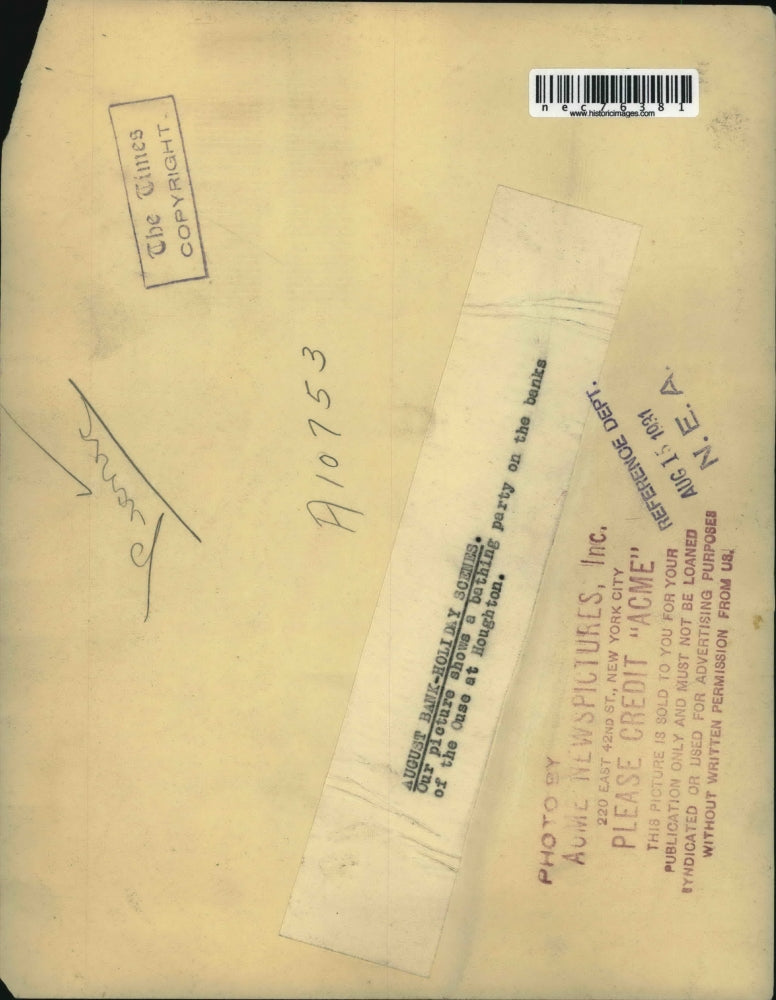 nec76381
www.historicimages.com
The Times
COPYRIGHT.
A10753
AUGUST BANK-HOLIDAY SCENES.
Our picture shows a bathing party on the banks
of the Ouse at Houghton.
REFERENCE DEPT.
AUG 15 1931
N. E. A.
PHOTO BY
ACME NEWSPICTURES, Inc.
220 EAST 42ND ST., NEW YORK CITY
PLEASE CREDIT "ACME"
THIS PICTURE IS SOLD TO YOU FOR YOUR
PUBLICATION ONLY AND MUST NOT BE LOANED
SYNDICATED OR USED FOR ADVERTISING PURPOSES
WITHOUT WRITTEN PERMISSION FROM US.